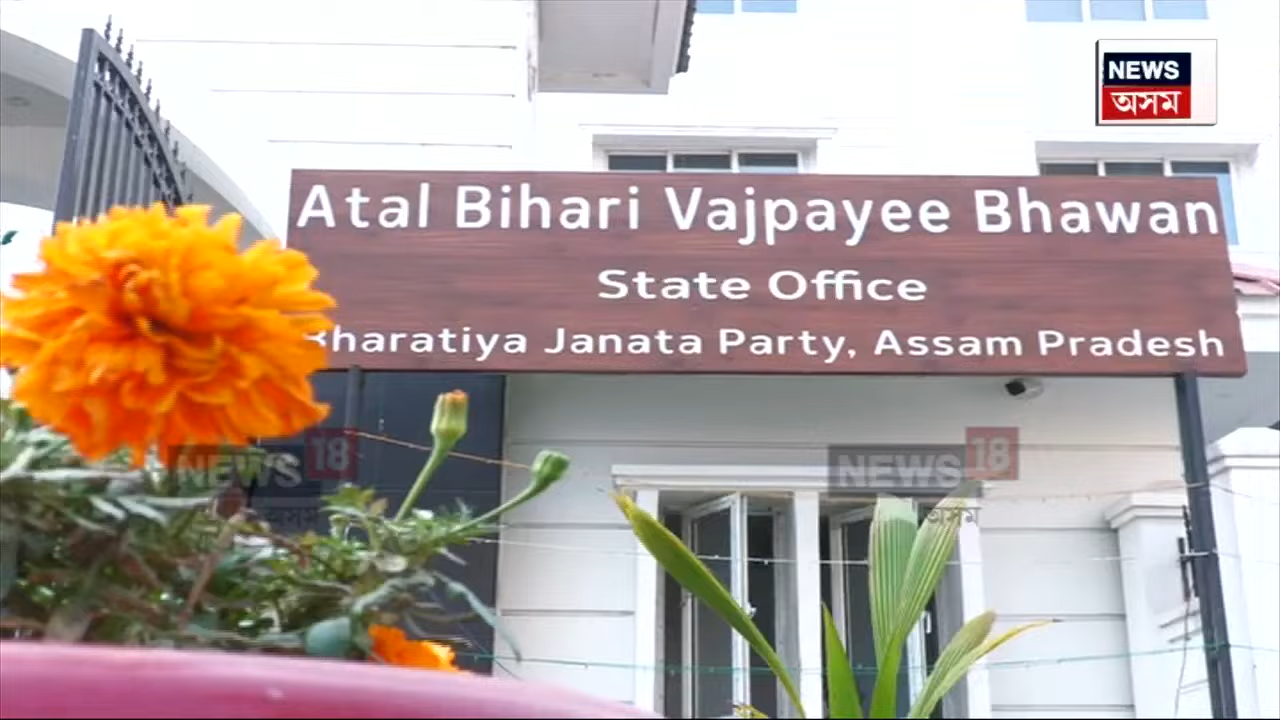 NEWS
অসম
Atal Bihari Vajpayee Bhawan
State Office
Bharatiya Janata Party, Assam Pradesh
NEWS 18
NEWS 18